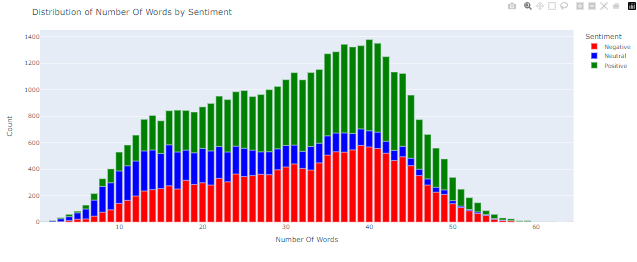 Distribution of Number Of Words by Sentiment
1400
1200
1000
800
600
400
200
0
Count
10
20
30
40
50
60
Number Of Words
Sentiment
Negative
Neutral
Positive